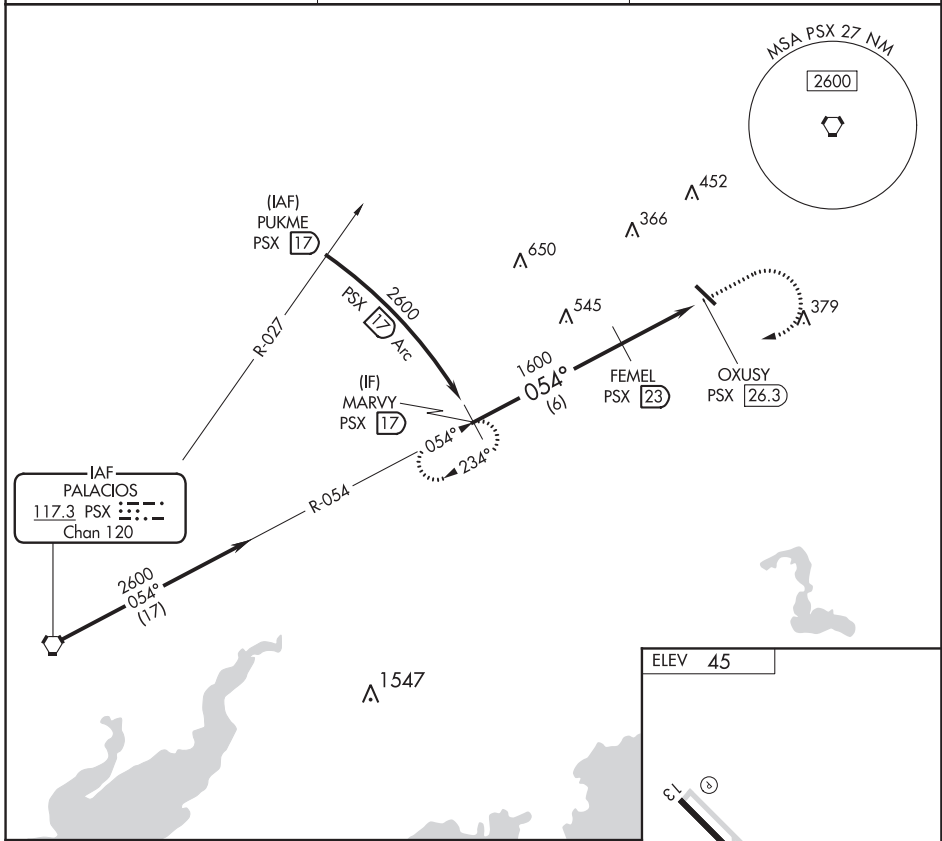 MSA PSX 27 NM
2600
452
366
650
545
379
(IAF)
PUKME
PSX 17
R-027
2600
PSX 17 Arc
(IF)
MARVY
PSX 17
1600
054°
(6)
FEMEL
PSX 23
OXUSY
PSX 26.3
054°
234°
R-054
IAF
PALACIOS
117.3 PSX
Chan 120
2600
054°
(17)
1547
ELEV 45
13
P